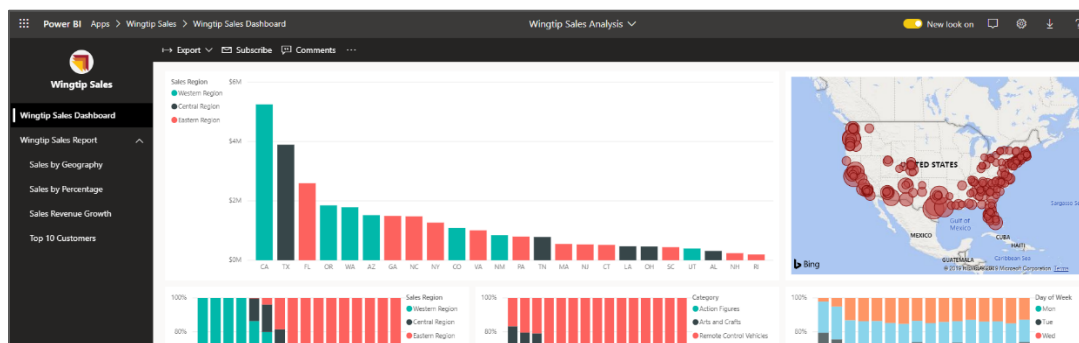 Power BI Apps > Wingtip Sales > Wingtip Sales Dashboard
Wingtip Sales Analysis
New look on
Wingtip Sales
Export Subscribe Comments ...
Wingtip Sales Dashboard
Wingtip Sales Report
Sales by Geography
Sales by Percentage
Sales Revenue Growth
Top 10 Customers
Sales Region
Western Region
Central Region
Eastern Region
$6M
$4M
$2M
$0M
CA TX FL OR WA AZ GA NC NY CO VA NM PA TN MA NJ CT LA OH SC UT AL NH RI
TED STATES
Gulf of
Mexico
MEXICO
CUBA
HAITI
GUATEMALA
Caribbean Sea
Sargasso
Bing
Microsoft Corporation Terms
100%
80%
Sales Region
Western Region
Central Region
Eastern Region
100%
80%
Category
Action Figures
Arts and Crafts
Remote Control Vehicles
100%
80%
Day of Week
Mon
Tue
Wed